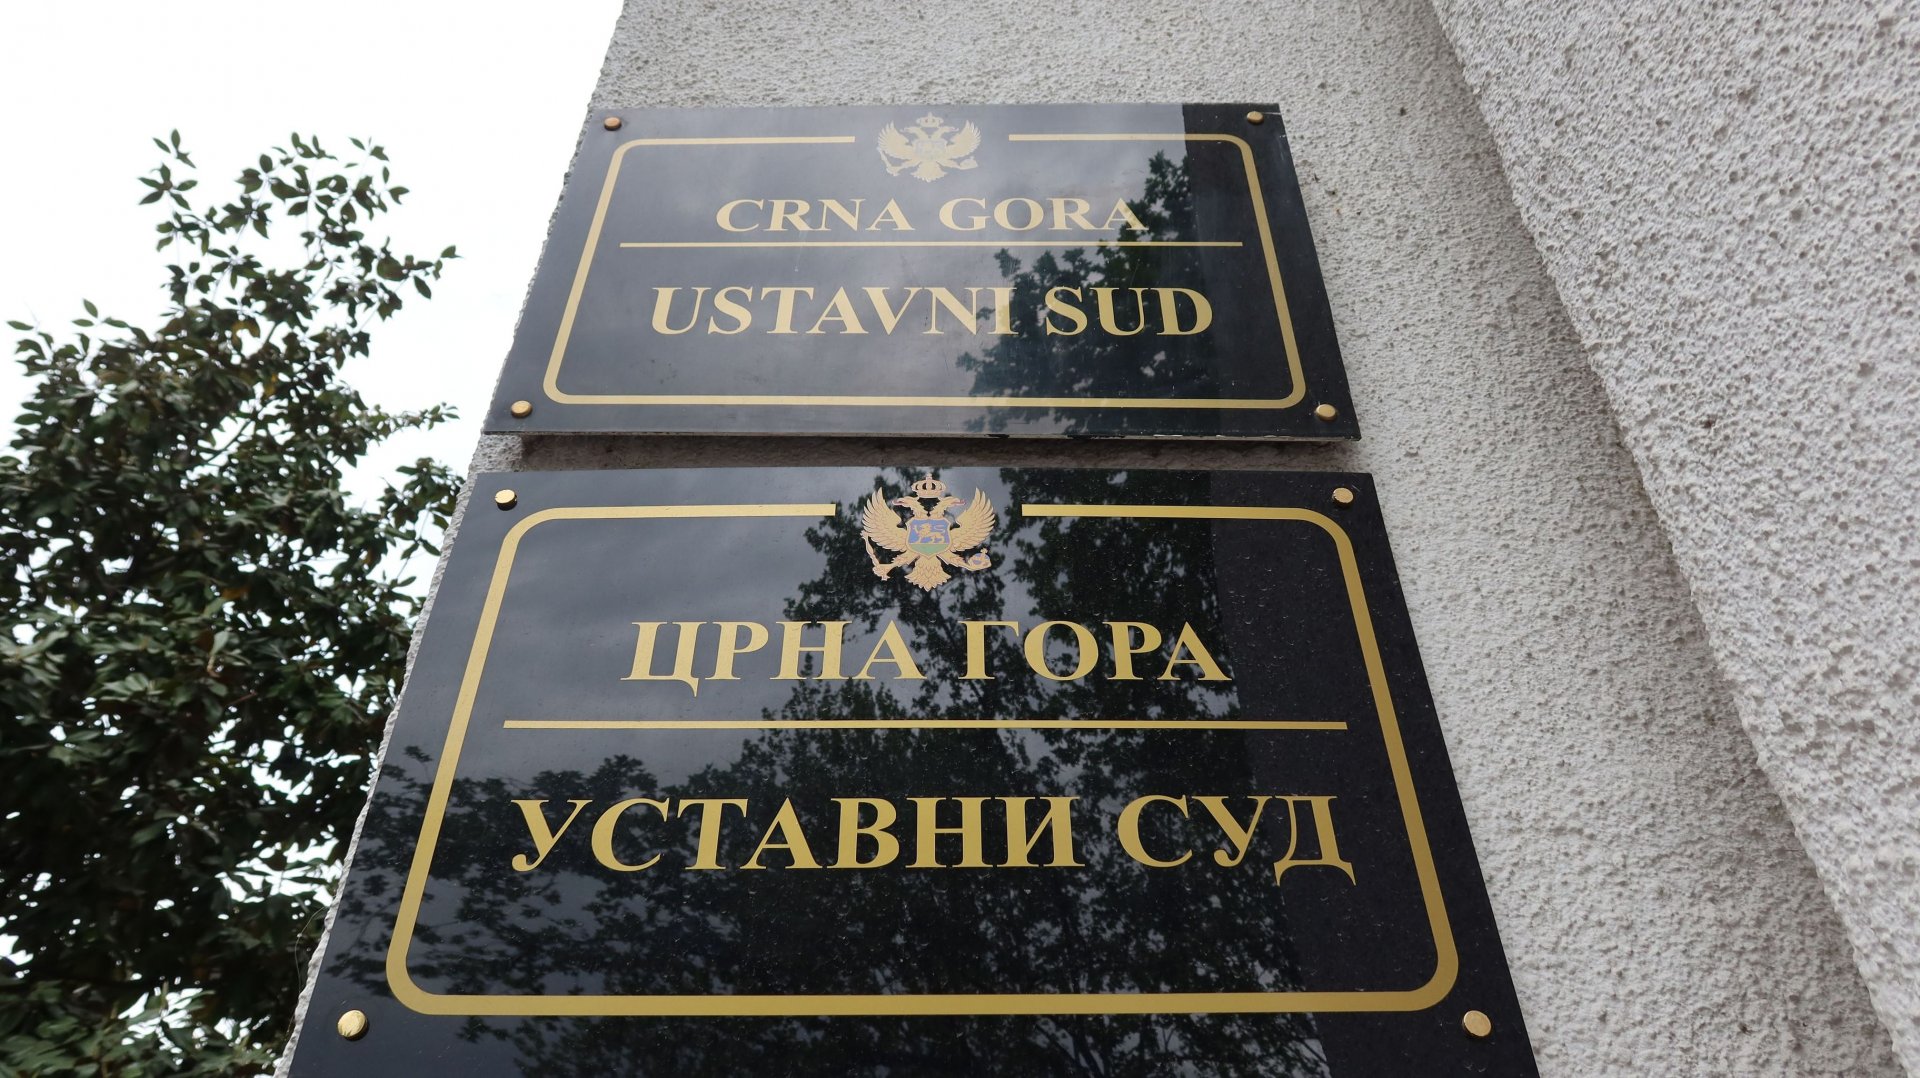 CRNA GORA
USTAVNI SUD
ЦРНА ГОРА
УСТАВНИ СУД